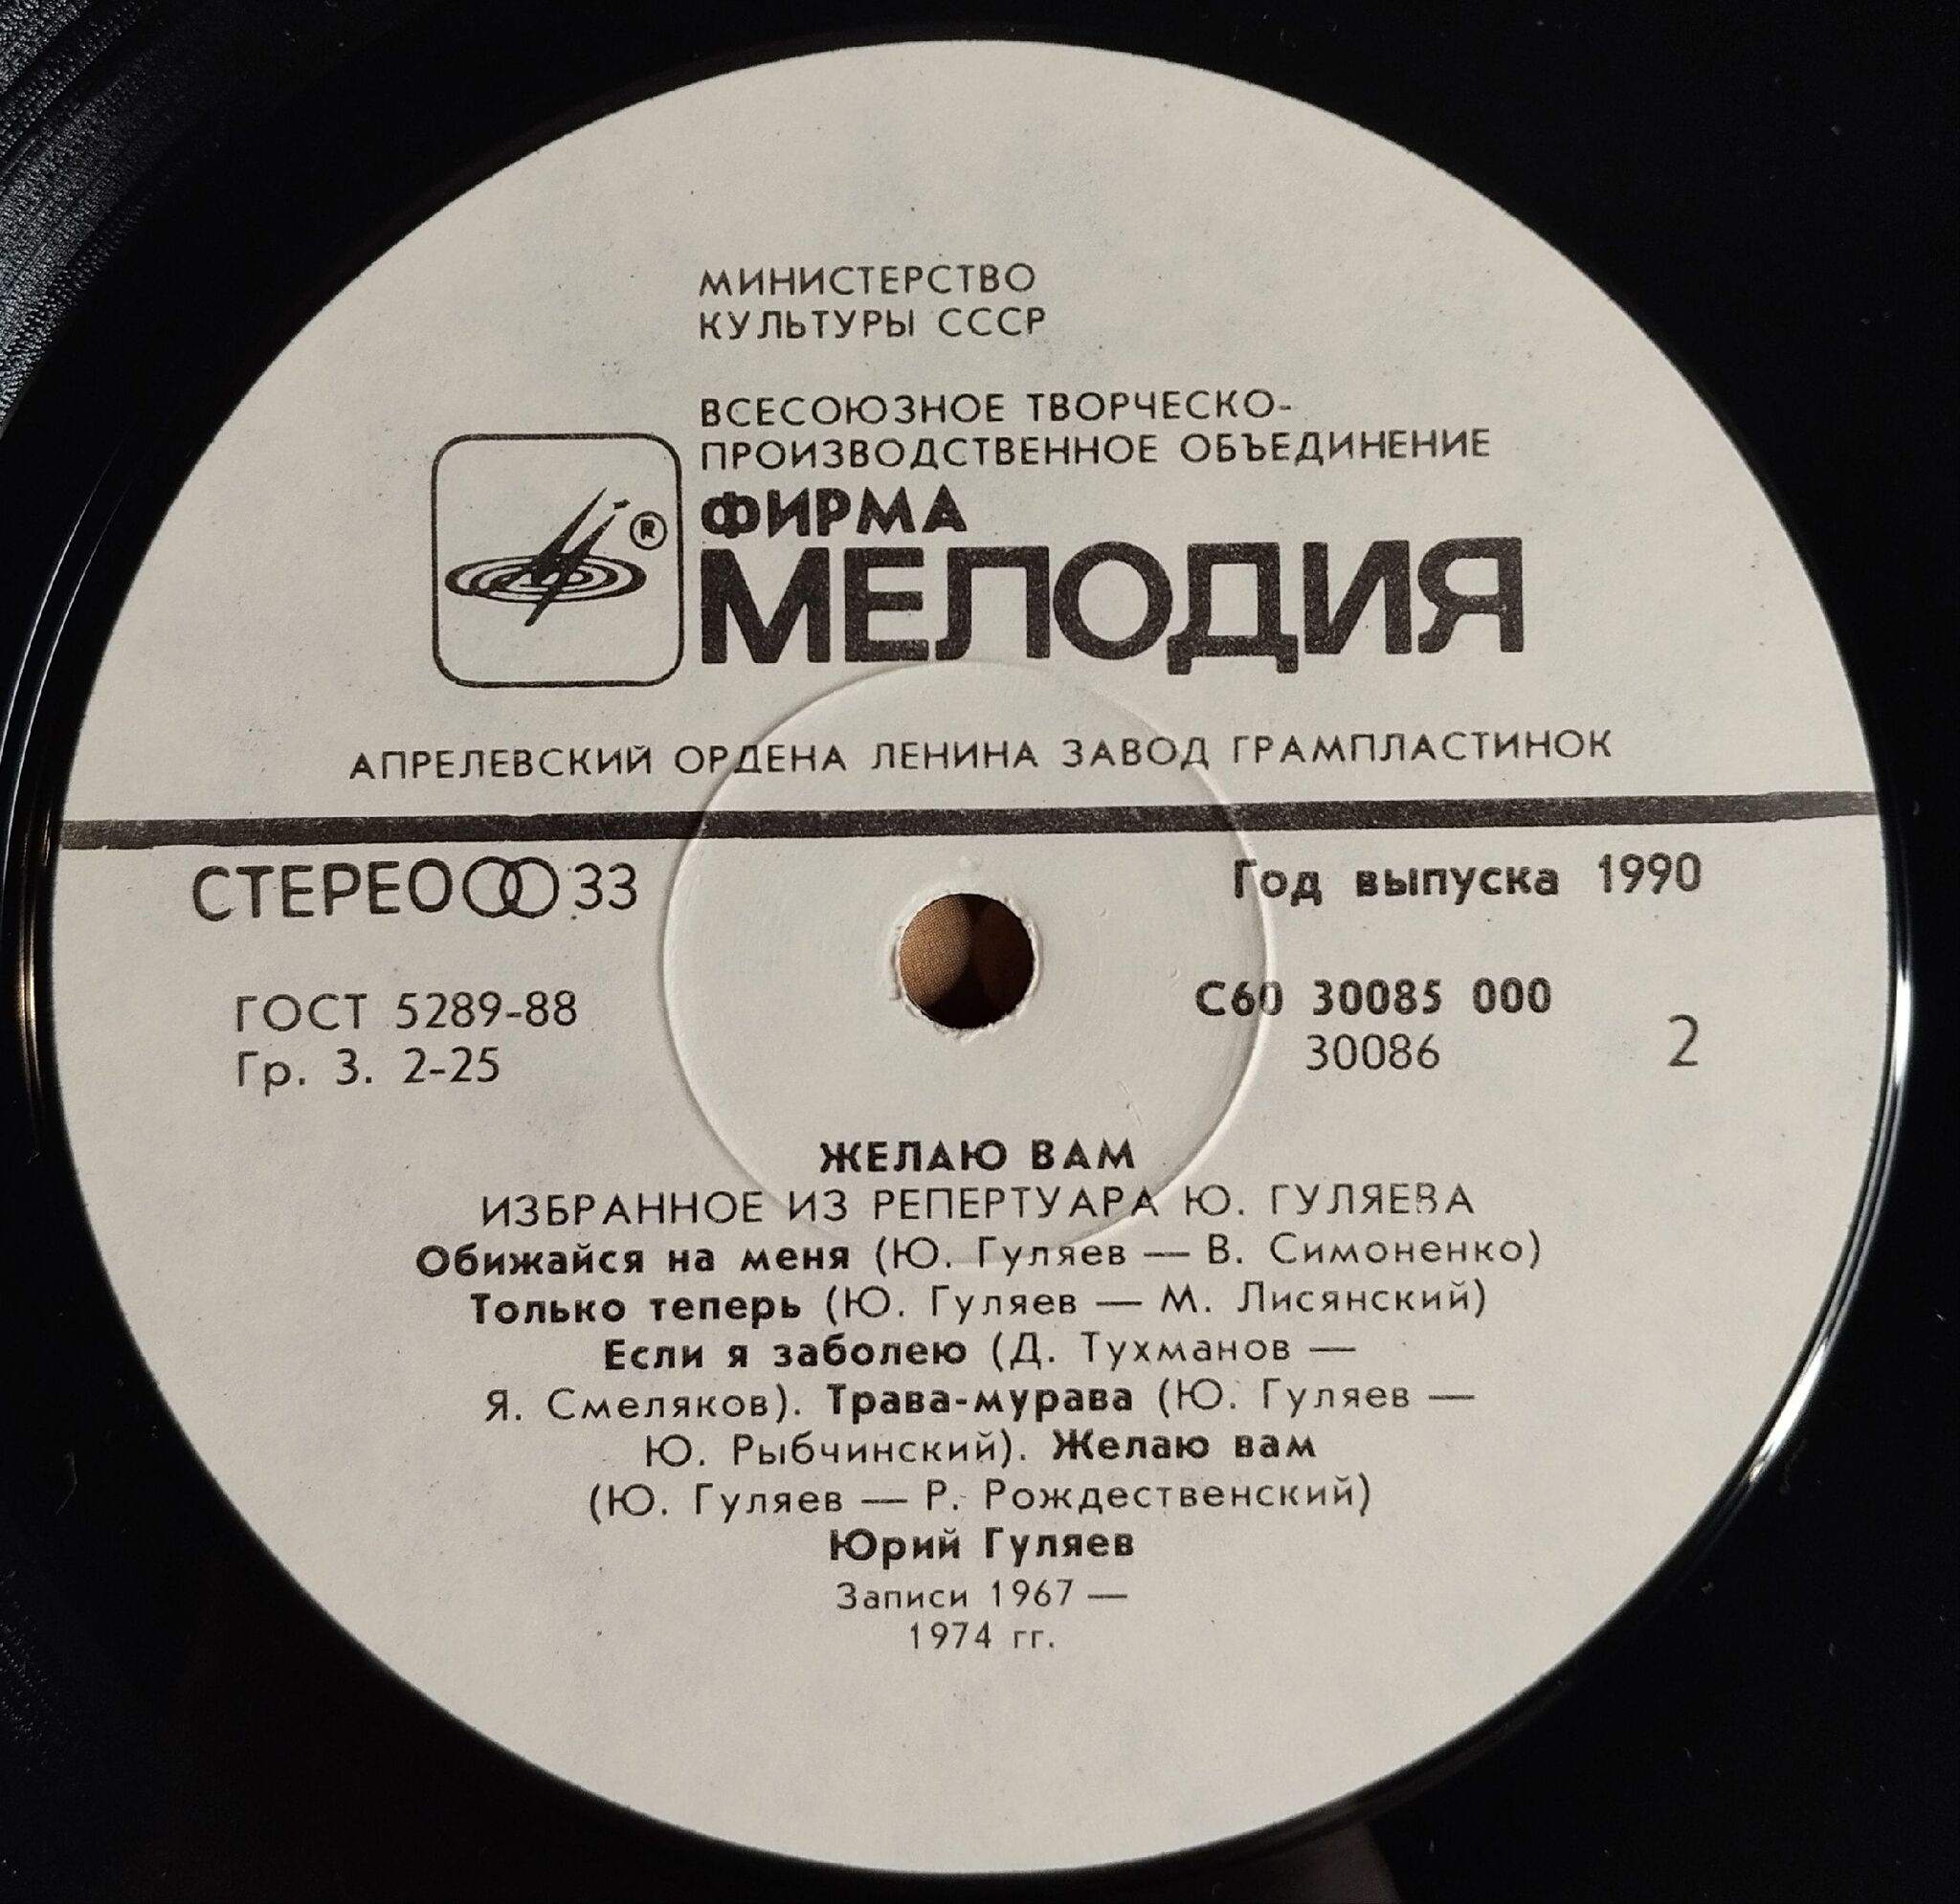 МИНИСТЕРСТВО
КУЛЬТУРЫ СССР
ВСЕСОЮЗНОЕ ТВОРЧЕСКО-
ПРОИЗВОДСТВЕННОЕ ОБЪЕДИНЕНИЕ
ФИРМА
®
МЕЛОДИЯ
АПРЕЛЕВСКИЙ ОРДЕНА ЛЕНИНА ЗАВОД ГРАМПЛАСТИНОК
СТЕРЕО 33
Год выпуска 1990
ГОСТ 5289-88
Гр. 3. 2-25
С60 30085 000
30086
2
ЖЕЛАЮ ВАМ
ИЗБРАННОЕ ИЗ РЕПЕРТУАРА Ю. ГУЛЯЕВА
Обижайся на меня (Ю. Гуляев — В. Симоненко)
Только теперь (Ю. Гуляев — М. Лисянский)
Если я заболею (Д. Тухманов —
Я. Смеляков). Трава-мурава (Ю. Гуляев —
Ю. Рыбчинский). Желаю вам
(Ю. Гуляев — Р. Рождественский)
Юрий Гуляев
Записи 1967 —
1974 гг.